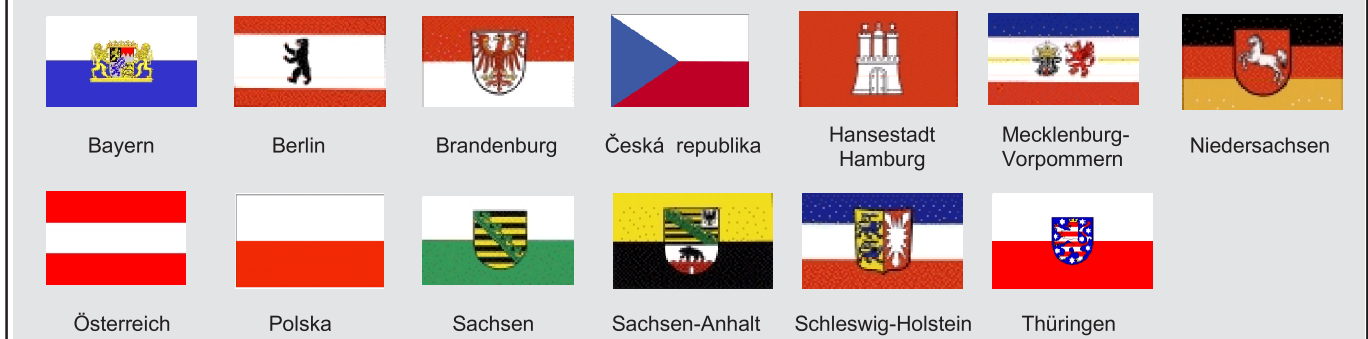 Bayern
Berlin
Brandenburg
Česká republika
Hansestadt
Hamburg
Mecklenburg-
Vorpommern
Niedersachsen
Österreich
Polska
Sachsen
Sachsen-Anhalt
Schleswig-Holstein
Thüringen